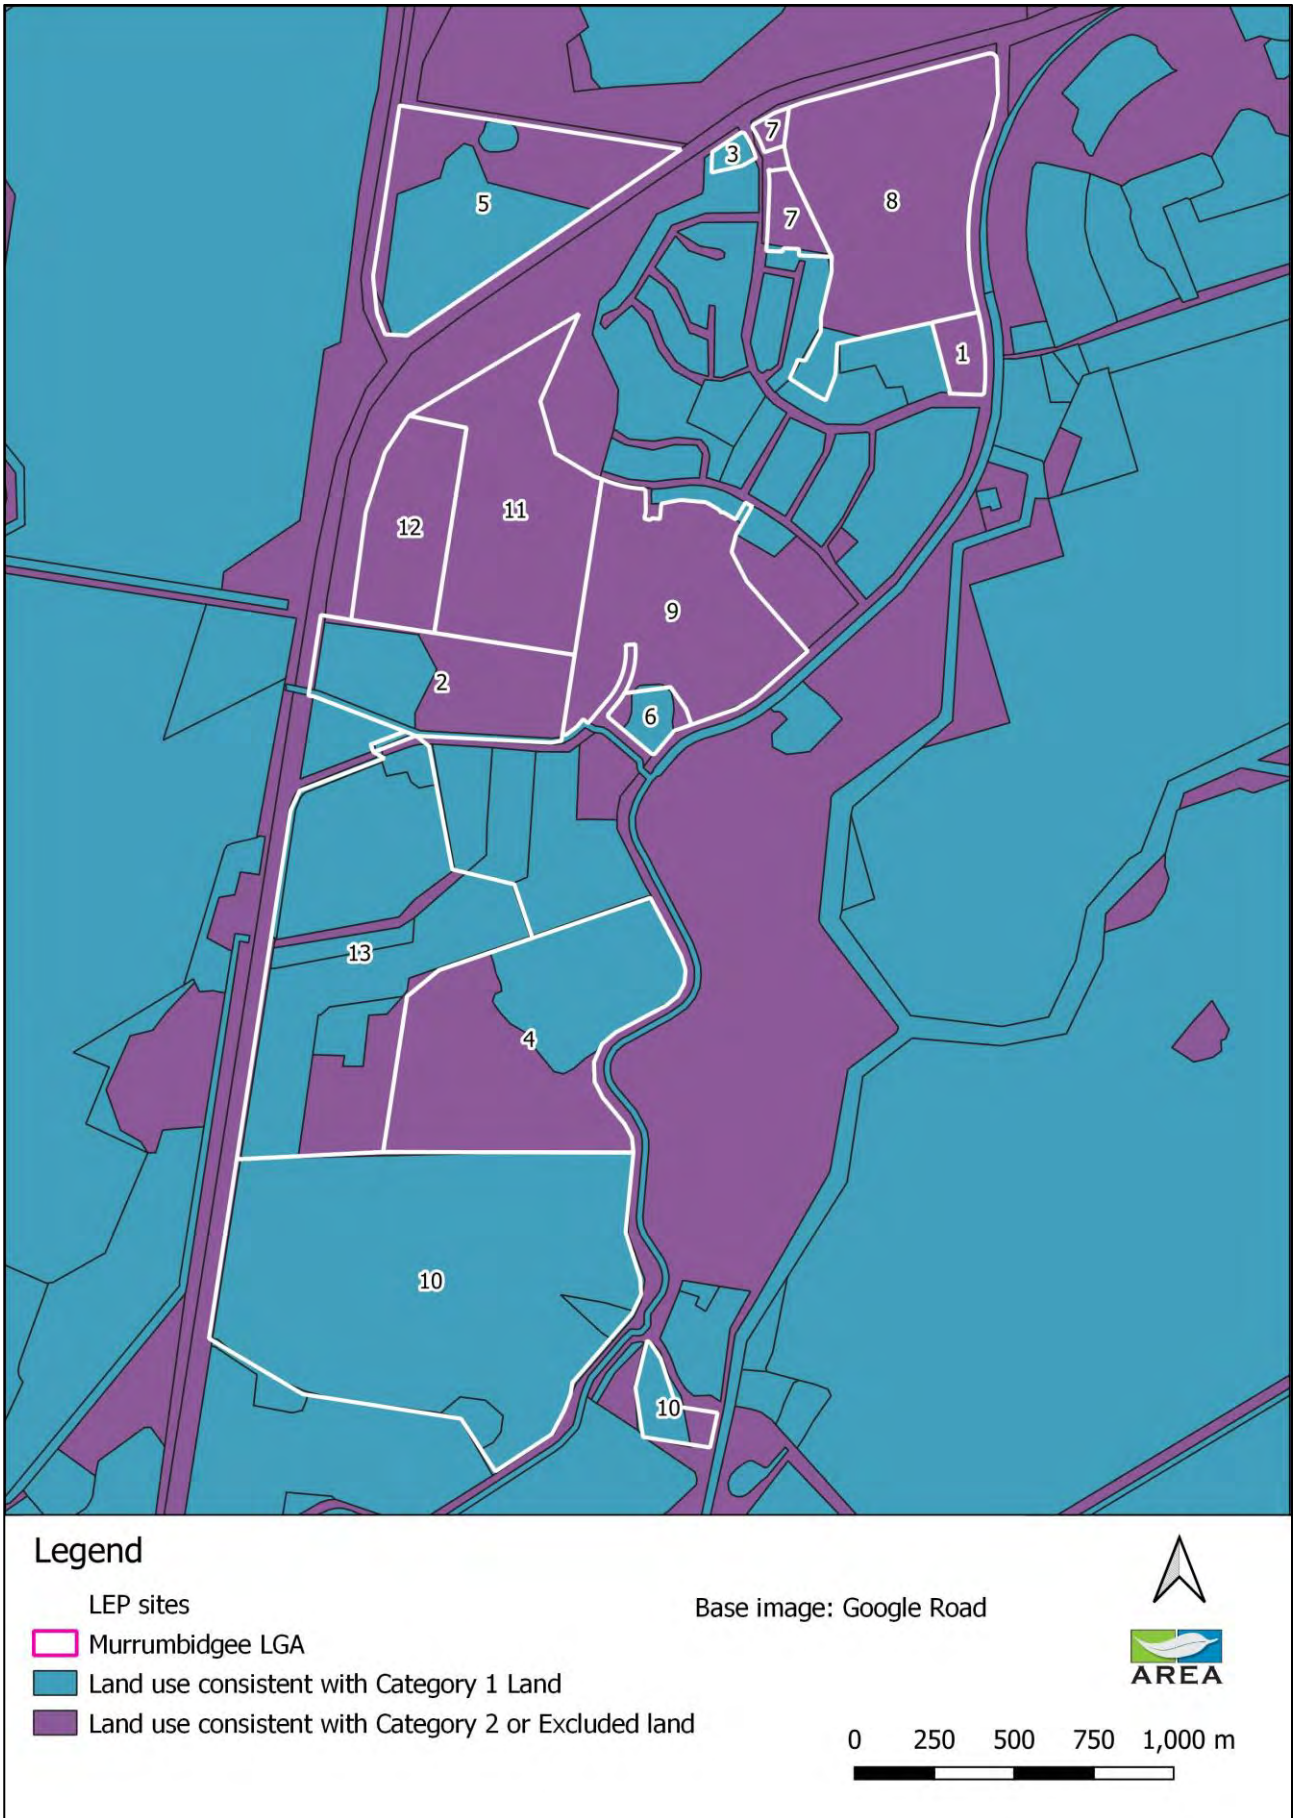 7
3
8
5
7
1
11
12
9
2
6
13
4
10
10
Legend
LEP sites
Base image: Google Road
Murrumbidgee LGA
Land use consistent with Category 1 Land
Land use consistent with Category 2 or Excluded land
AREA
0 250 500 750 1,000 m